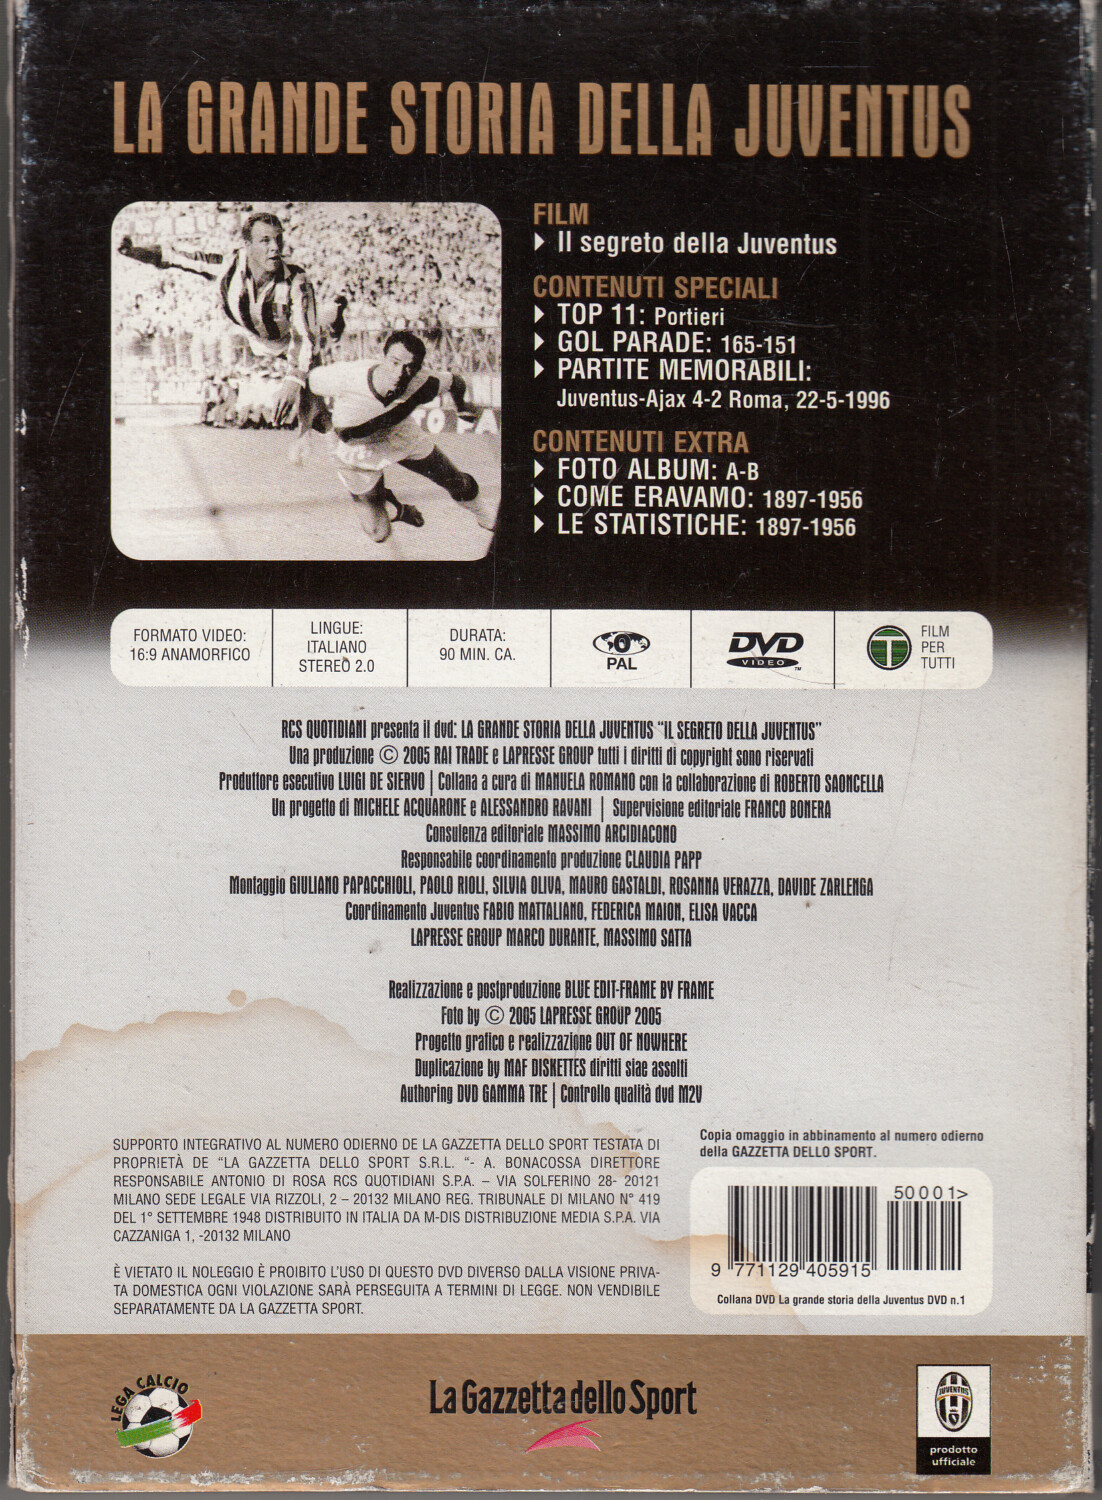 LA GRANDE STORIA DELLA JUVENTUS
FILM
Il segreto della Juventus
CONTENUTI SPECIALI
TOP 11: Portieri
GOL PARADE: 165-151
PARTITE MEMORABILI:
Juventus-Ajax 4-2 Roma, 22-5-1996
CONTENUTI EXTRA
FOTO ALBUM: A-B
COME ERAVAMO: 1897-1956
LE STATISTICHE: 1897-1956
FORMATO VIDEO:
16:9 ANAMORFICO
LINGUE:
ITALIANO
STEREO 2.0
DURATA:
90 MIN. CA.
0
PAL
DVD
VIDEO
TM
T
FILM
PER
TUTTI
RCS QUOTIDIANI presenta il dvd: LA GRANDE STORIA DELLA JUVENTUS "IL SEGRETO DELLA JUVENTUS"
Una produzione © 2005 RAI TRADE e LAPRESSE GROUP tutti i diritti di copyright sono riservati
Produttore esecutivo LUIGI DE SIERVO | Collana a cura di MANUELA ROMANO con la collaborazione di ROBERTO SAONCELLA
Un progetto di MICHELE ACQUARONE e ALESSANDRO RAVANI | Supervisione editoriale FRANCO BONERA
Consulenza editoriale MASSIMO ARCIDIACONO
Responsabile coordinamento produzione CLAUDIA PAPP
Montaggio GIULIANO PAPACCHIOLI, PAOLO RIOLI, SILVIA OLIVA, MAURO GASTALDI, ROSANNA VERAZZA, DAVIDE ZARLENGA
Coordinamento Juventus FABIO MATTALIANO, FEDERICA MAION, ELISA VACCA
LAPRESSE GROUP MARCO DURANTE, MASSIMO SATTA
Realizzazione e postproduzione BLUE EDIT-FRAME BY FRAME
Foto by © 2005 LAPRESSE GROUP 2005
Progetto grafico e realizzazione OUT OF NOWHERE
Duplicazione by MAF DISKETTES diritti siae assolti
Authoring DVD GAMMA TRE | Controllo qualità dvd M2V
SUPPORTO INTEGRATIVO AL NUMERO ODIERNO DE LA GAZZETTA DELLO SPORT TESTATA DI
PROPRIETÀ DE "LA GAZZETTA DELLO SPORT S.R.L. "- A. BONACOSSA DIRETTORE
RESPONSABILE ANTONIO DI ROSA RCS QUOTIDIANI S.P.A. – VIA SOLFERINO 28- 20121
MILANO SEDE LEGALE VIA RIZZOLI, 2 – 20132 MILANO REG. TRIBUNALE DI MILANO N° 419
DEL 1° SETTEMBRE 1948 DISTRIBUITO IN ITALIA DA M-DIS DISTRIBUZIONE MEDIA S.P.A. VIA
CAZZANIGA 1, -20132 MILANO
È VIETATO IL NOLEGGIO È PROIBITO L'USO DI QUESTO DVD DIVERSO DALLA VISIONE PRIVA-
TA DOMESTICA OGNI VIOLAZIONE SARÀ PERSEGUITA A TERMINI DI LEGGE. NON VENDIBILE
SEPARATAMENTE DA LA GAZZETTA SPORT.
Copia omaggio in abbinamento al numero odierno
della GAZZETTA DELLO SPORT.
50001>
9 771129 405915
Collana DVD La grande storia della Juventus DVD n.1
LEGA CALCIO
La Gazzetta dello Sport
JUVENTUS
prodotto
ufficiale